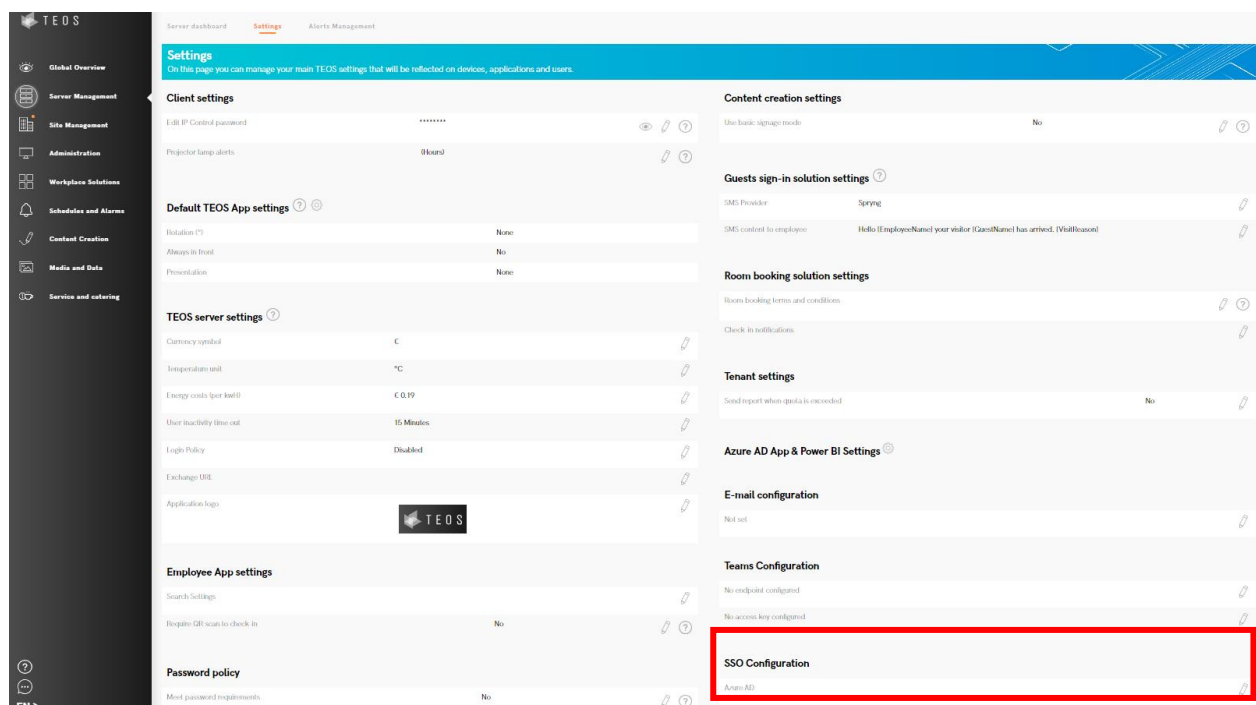 TEOS
Global Overview
Server Management
Site Management
Administration
Workplace Solutions
Schedules and Alarms
Content Creation
Media and Data
Service and catering
EN >
Server dashboard Settings Alerts Management
Settings
On this page you can manage your main TEOS settings that will be reflected on devices, applications and users.
Client settings
Edit IP Control password ********
Projector lamp alerts (Hours)
Default TEOS App settings
Rotation (°) None
Always in front No
Presentation None
TEOS server settings
Currency symbol €
Temperature unit °C
Energy costs (per kwH) € 0.19
User inactivity time out 15 Minutes
Login Policy Disabled
Exchange URL
Application logo
TEOS
Employee App settings
Search Settings
Require QR scan to check in No
Password policy
Meet password requirements No
Content creation settings
Use basic signage mode No
Guests sign-in solution settings
SMS Provider Spryng
SMS content to employee Hello [EmployeeName] your visitor [GuestName] has arrived. [VisitReason]
Room booking solution settings
Room booking terms and conditions
Check in notifications
Tenant settings
Send report when quota is exceeded No
Azure AD App & Power BI Settings
E-mail configuration
Not set
Teams Configuration
No endpoint configured
No access key configured
SSO Configuration
Azure AD